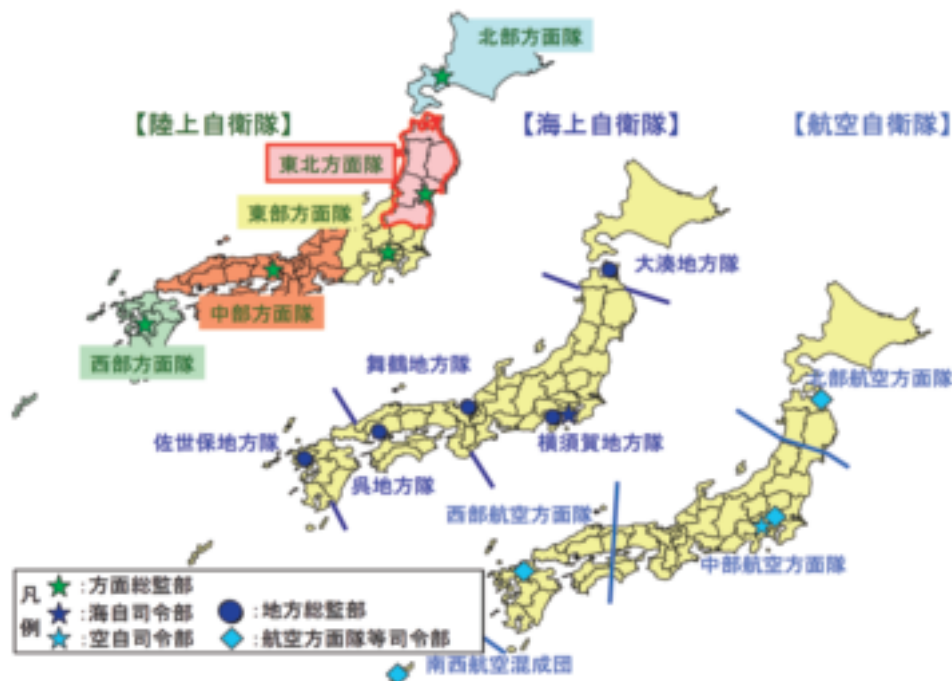 北部方面隊
【陸上自衛隊】
【海上自衛隊】
【航空自衛隊】
東北方面隊
東部方面隊
中部方面隊
西部方面隊
大湊地方隊
舞鶴地方隊
佐世保地方隊
横須賀地方隊
呉地方隊
北部航空方面隊
西部航空方面隊
中部航空方面隊
南西航空混成団
凡例
:方面総監部
:海自司令部
:地方総監部
:空自司令部
:航空方面隊等司令部